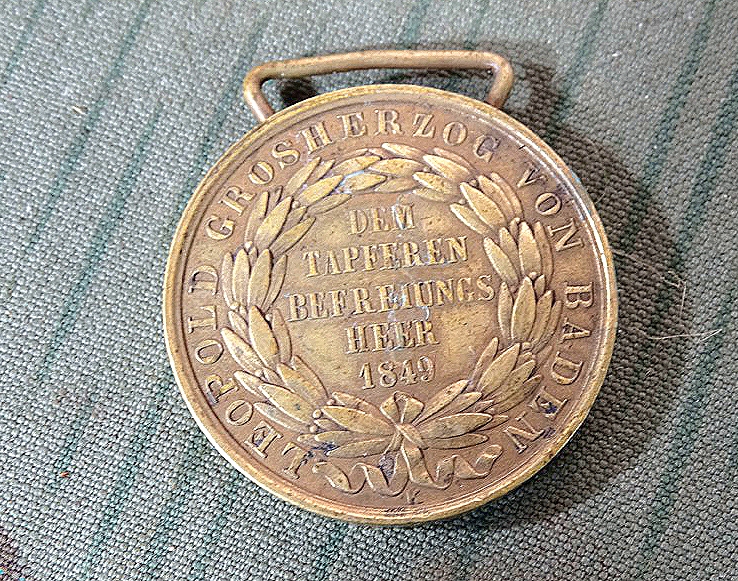 LEOPOLD GROSHERZOG VON BADEN
DEM
TAPFEREN
BEFREIUNGS
HEER
1849